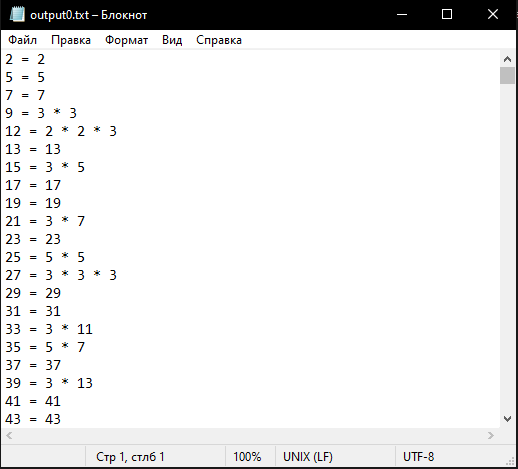 output0.txt – Блокнот
Файл Правка Формат Вид Справка
2 = 2
5 = 5
7 = 7
9 = 3 * 3
12 = 2 * 2 * 3
13 = 13
15 = 3 * 5
17 = 17
19 = 19
21 = 3 * 7
23 = 23
25 = 5 * 5
27 = 3 * 3 * 3
29 = 29
31 = 31
33 = 3 * 11
35 = 5 * 7
37 = 37
39 = 3 * 13
41 = 41
43 = 43
Стр 1, стлб 1 100% UNIX (LF) UTF-8